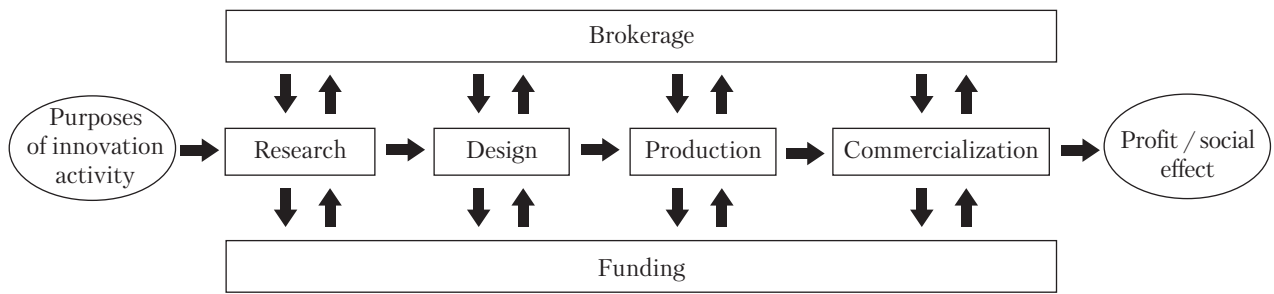 Brokerage
Purposes
of innovation
activity
Research
Design
Production
Commercialization
Profit / social
effect
Funding